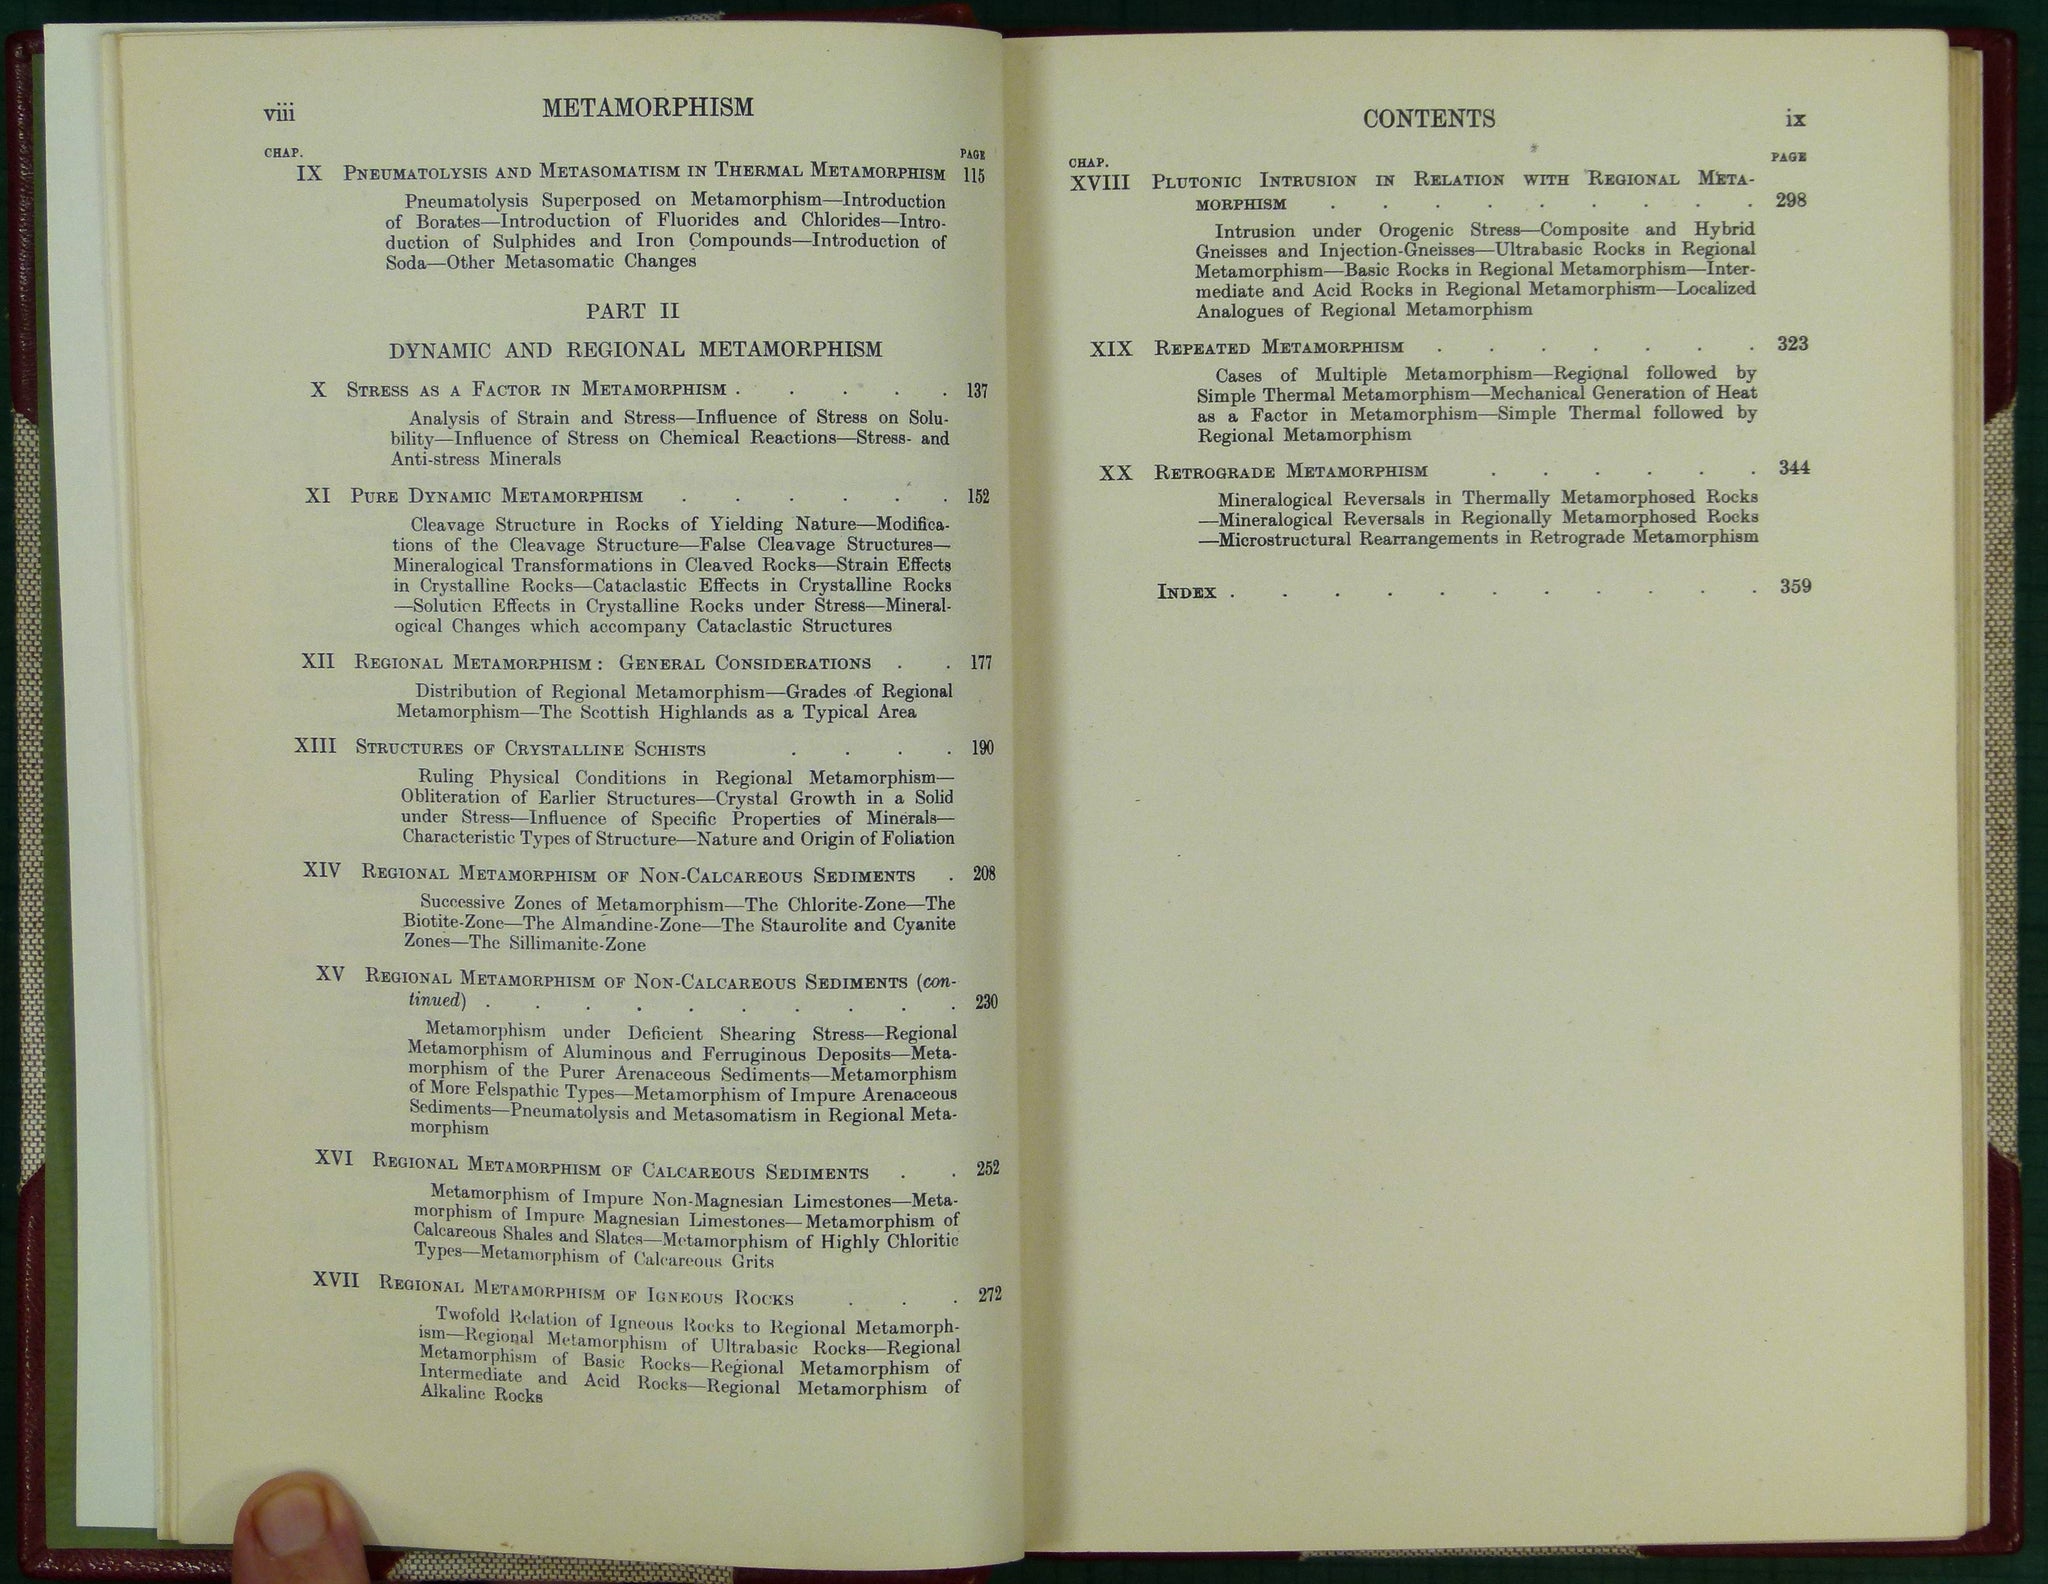 viii
METAMORPHISM
CHAP.
PAGE
IX PNEUMATOLYSIS AND METASOMATISM IN THERMAL METAMORPHISM 115
Pneumatolysis Superposed on Metamorphism—Introduction
of Borates—Introduction of Fluorides and Chlorides—Intro-
duction of Sulphides and Iron Compounds—Introduction of
Soda—Other Metasomatic Changes
PART II
DYNAMIC AND REGIONAL METAMORPHISM
X STRESS AS A FACTOR IN METAMORPHISM . . . . . 137
Analysis of Strain and Stress—Influence of Stress on Solu-
bility—Influence of Stress on Chemical Reactions—Stress- and
Anti-stress Minerals
XI PURE DYNAMIC METAMORPHISM . . . . . . 152
Cleavage Structure in Rocks of Yielding Nature—Modifica-
tions of the Cleavage Structure—False Cleavage Structures—
Mineralogical Transformations in Cleaved Rocks—Strain Effects
in Crystalline Rocks—Cataclastic Effects in Crystalline Rocks
—Solution Effects in Crystalline Rocks under Stress—Mineral-
ogical Changes which accompany Cataclastic Structures
XII REGIONAL METAMORPHISM: GENERAL CONSIDERATIONS . . 177
Distribution of Regional Metamorphism—Grades of Regional
Metamorphism—The Scottish Highlands as a Typical Area
XIII STRUCTURES OF CRYSTALLINE SCHISTS . . . . 190
Ruling Physical Conditions in Regional Metamorphism—
Obliteration of Earlier Structures—Crystal Growth in a Solid
under Stress—Influence of Specific Properties of Minerals—
Characteristic Types of Structure—Nature and Origin of Foliation
XIV REGIONAL METAMORPHISM OF NON-CALCAREOUS SEDIMENTS . 208
Successive Zones of Metamorphism—The Chlorite-Zone—The
Biotite-Zone—The Almandine-Zone—The Staurolite and Cyanite
Zones—The Sillimanite-Zone
XV REGIONAL METAMORPHISM OF NON-CALCAREOUS SEDIMENTS (con-
tinued) . . . . . . . . . . 230
Metamorphism under Deficient Shearing Stress—Regional
Metamorphism of Aluminous and Ferruginous Deposits—Meta-
morphism of the Purer Arenaceous Sediments—Metamorphism
of More Felspathic Types—Metamorphism of Impure Arenaceous
Sediments—Pneumatolysis and Metasomatism in Regional Meta-
morphism
XVI REGIONAL METAMORPHISM OF CALCAREOUS SEDIMENTS . . 252
Metamorphism of Impure Non-Magnesian Limestones—Meta-
morphism of Impure Magnesian Limestones—Metamorphism of
Calcareous Shales and Slates—Metamorphism of Highly Chloritic
Types—Metamorphism of Calcareous Grits
XVII REGIONAL METAMORPHISM OF IGNEOUS ROCKS . . . 272
Twofold Relation of Igneous Rocks to Regional Metamorph-
ism—Regional Metamorphism of Ultrabasic Rocks—Regional
Metamorphism of Basic Rocks—Regional Metamorphism of
Intermediate and Acid Rocks—Regional Metamorphism of
Alkaline Rocks
CONTENTS
ix
CHAP.
PAGE
XVIII PLUTONIC INTRUSION IN RELATION WITH REGIONAL META-
MORPHISM . . . . . . . . . 298
Intrusion under Orogenic Stress—Composite and Hybrid
Gneisses and Injection-Gneisses—Ultrabasic Rocks in Regional
Metamorphism—Basic Rocks in Regional Metamorphism—Inter-
mediate and Acid Rocks in Regional Metamorphism—Localized
Analogues of Regional Metamorphism
XIX REPEATED METAMORPHISM . . . . . . . 323
Cases of Multiple Metamorphism—Regional followed by
Simple Thermal Metamorphism—Mechanical Generation of Heat
as a Factor in Metamorphism—Simple Thermal followed by
Regional Metamorphism
XX RETROGRADE METAMORPHISM . . . . . . 344
Mineralogical Reversals in Thermally Metamorphosed Rocks
—Mineralogical Reversals in Regionally Metamorphosed Rocks
—Microstructural Rearrangements in Retrograde Metamorphism
INDEX . . . . . . . . . . . 359